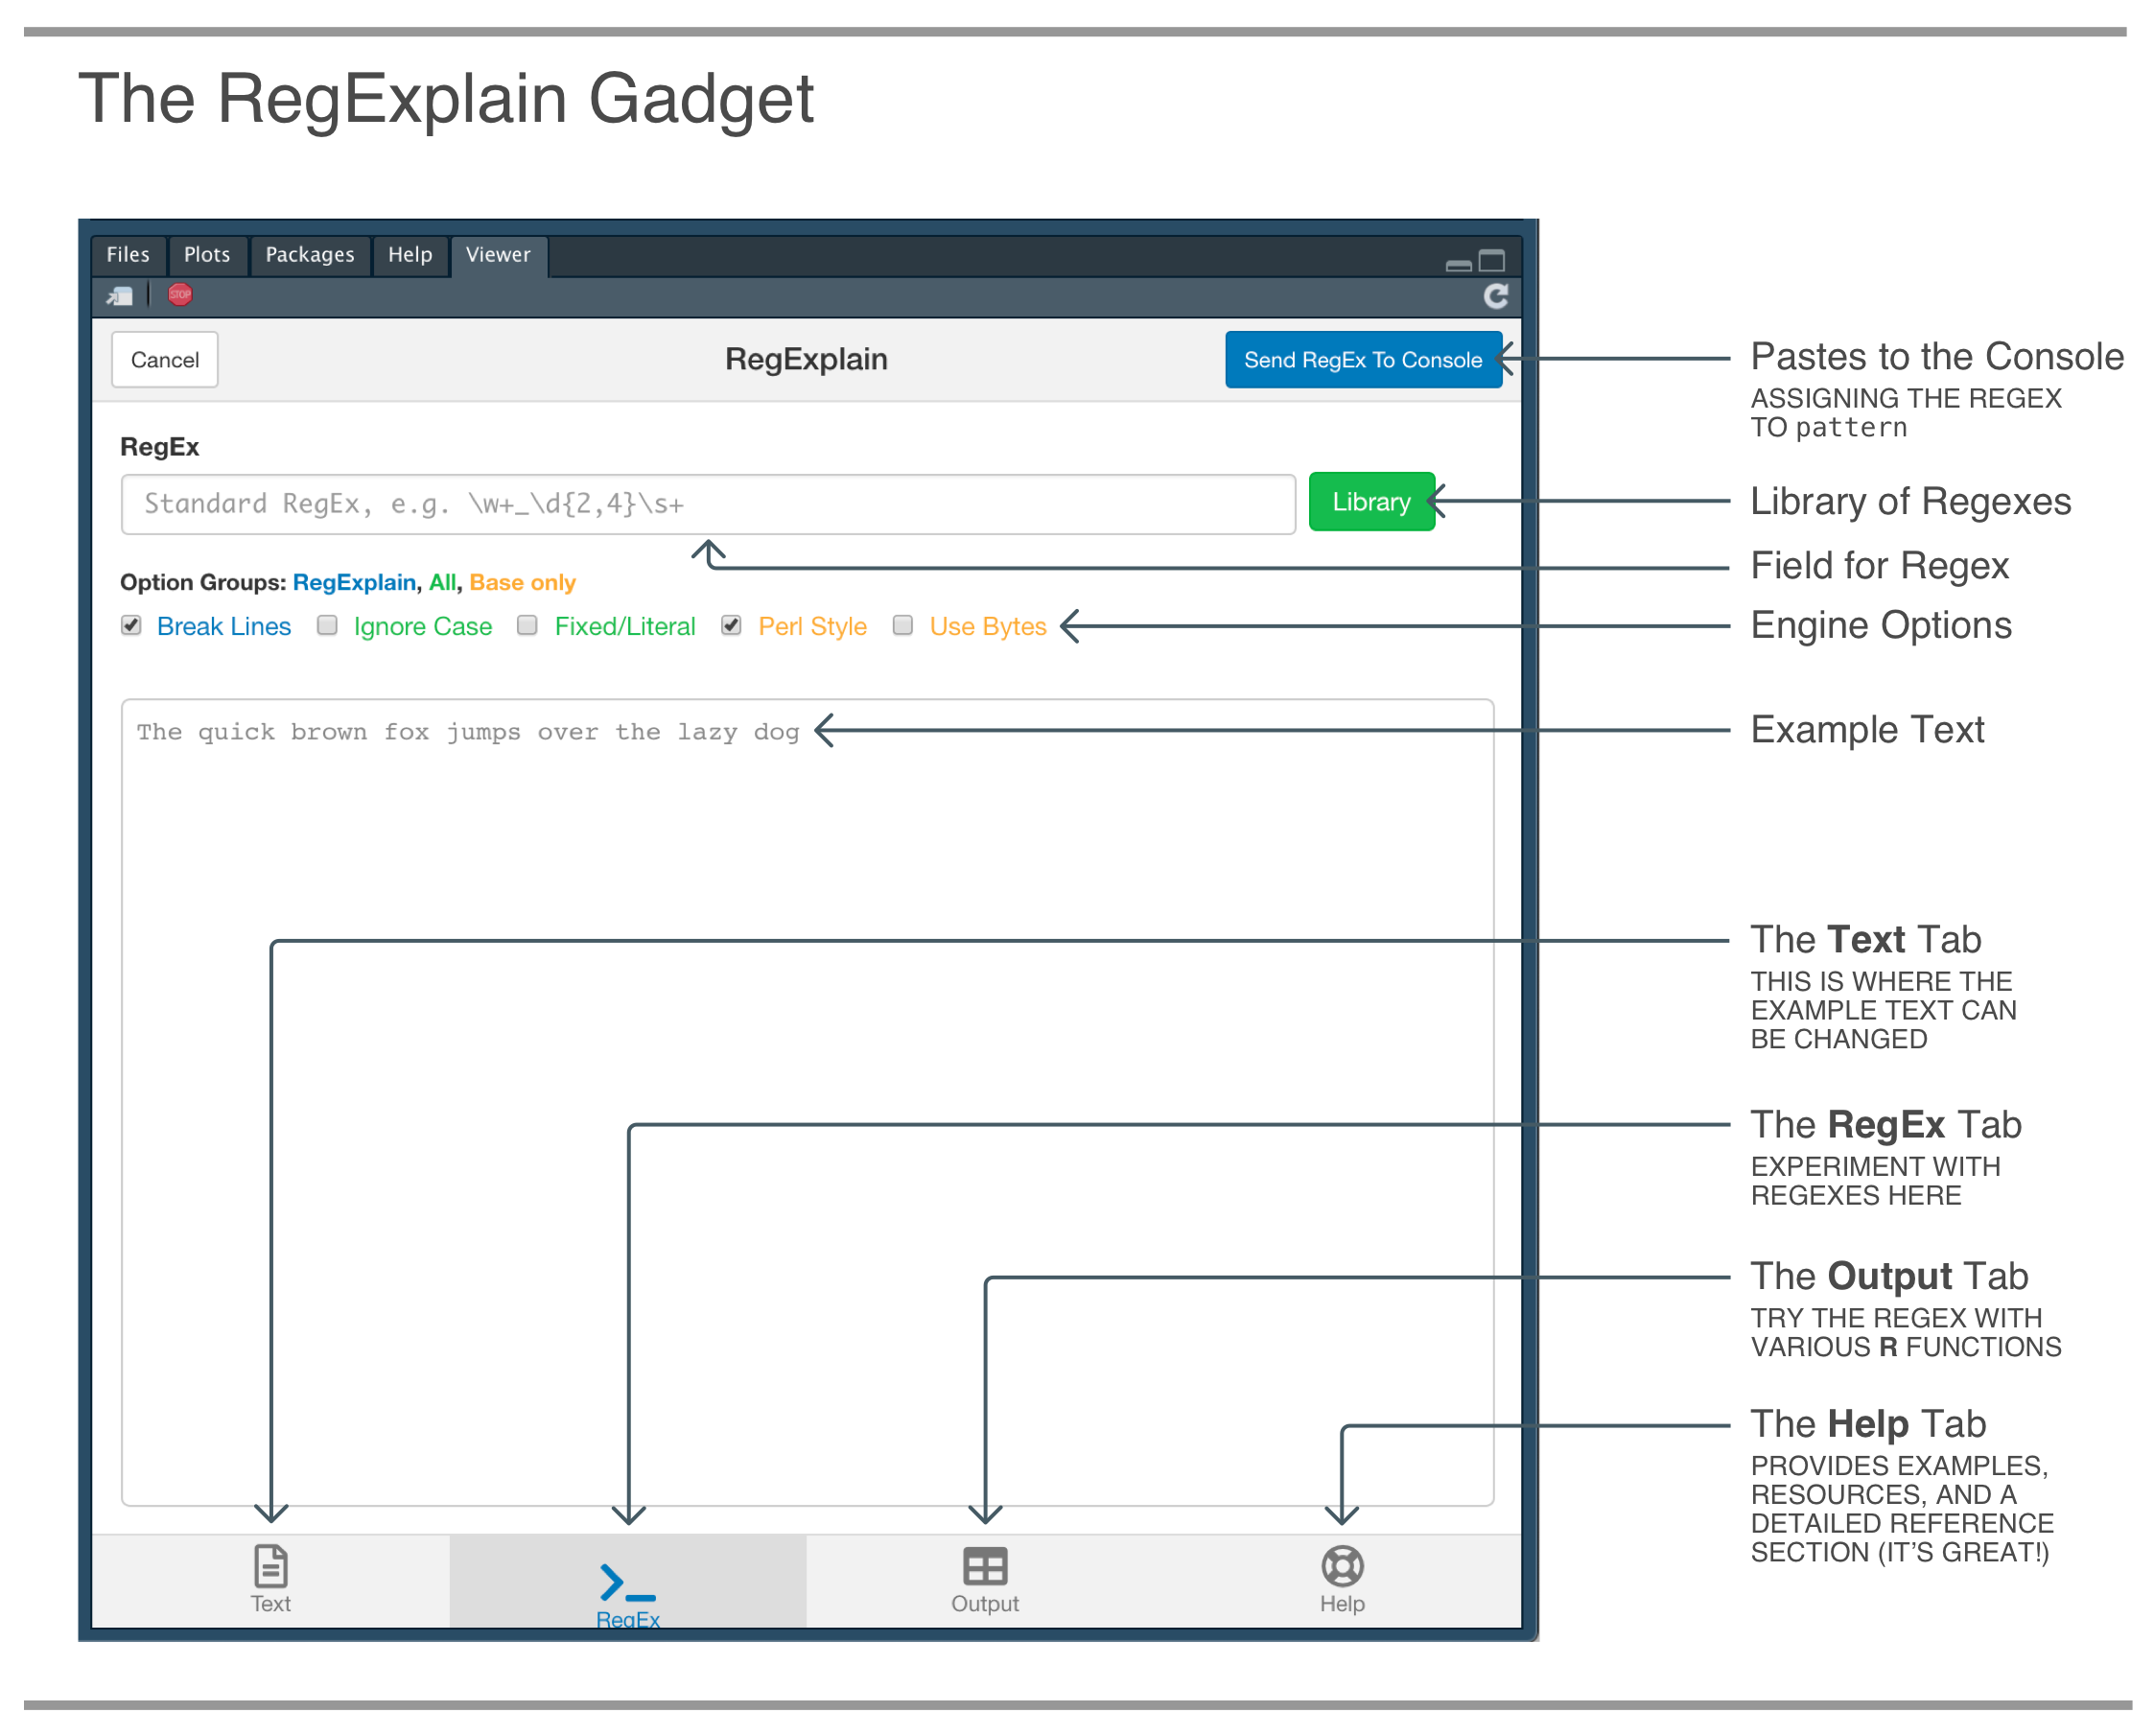 The RegExplain Gadget
Files Plots Packages Help Viewer
STOP
Cancel RegExplain Send RegEx To Console
Pastes to the Console
ASSIGNING THE REGEX
TO pattern
RegEx
Standard RegEx, e.g. \w+_\d{2,4}\s+ Library
Library of Regexes
Field for Regex
Option Groups: RegExplain, All, Base only
Break Lines Ignore Case Fixed/Literal Perl Style Use Bytes
Engine Options
The quick brown fox jumps over the lazy dog
Example Text
The Text Tab
THIS IS WHERE THE
EXAMPLE TEXT CAN
BE CHANGED
The RegEx Tab
EXPERIMENT WITH
REGEXES HERE
The Output Tab
TRY THE REGEX WITH
VARIOUS R FUNCTIONS
The Help Tab
PROVIDES EXAMPLES,
RESOURCES, AND A
DETAILED REFERENCE
SECTION (IT’S GREAT!)
Text RegEx Output Help